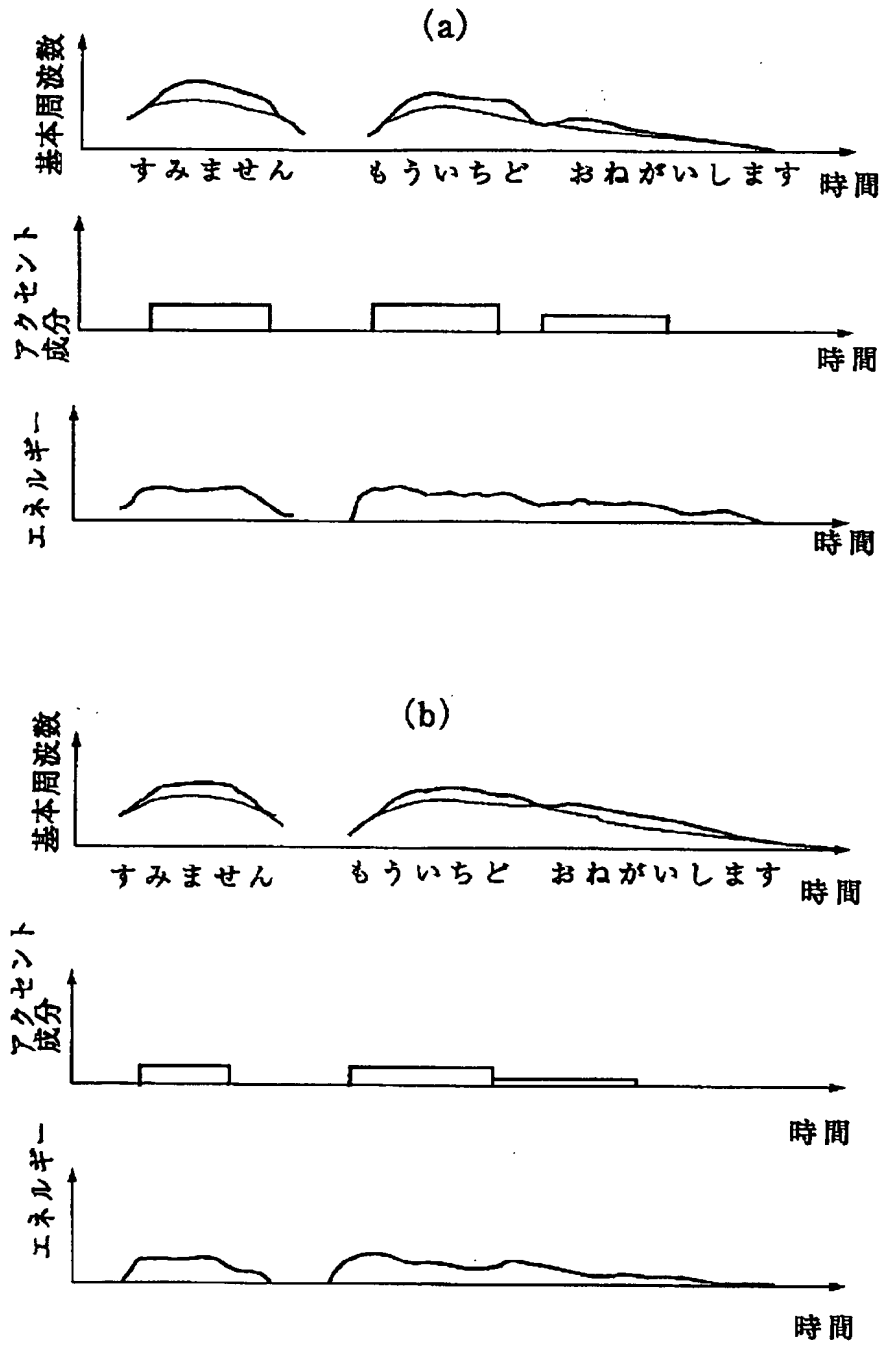 (a)
基本周波数
すみません もういちど おねがいします 時間
アクセント
成分
時間
エネルギー
時間
(b)
基本周波数
すみません もういちど おねがいします 時間
アクセント
成分
時間
エネルギー
時間